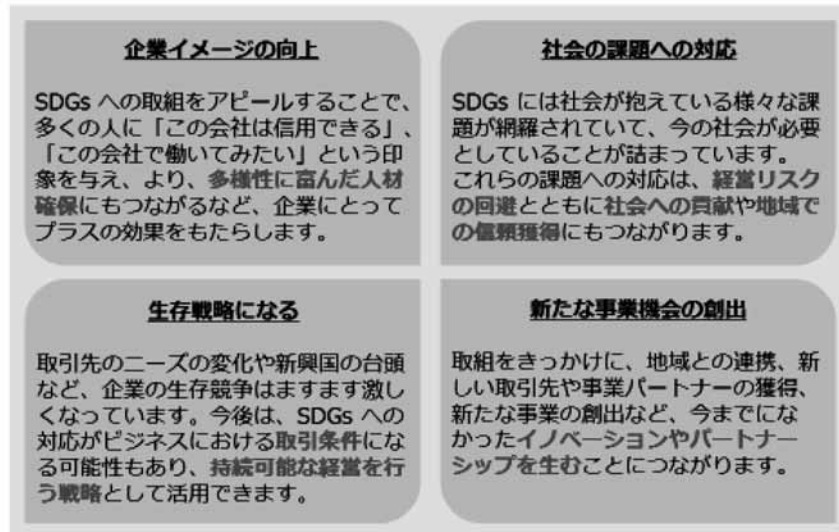 企業イメージの向上
SDGs への取組をアピールすることで、
多くの人に「この会社は信用できる」、
「この会社で働いてみたい」という印
象を与え、より、多様性に富んだ人材
確保にもつながるなど、企業にとって
プラスの効果をもたらします。
社会の課題への対応
SDGs には社会が抱えている様々な課
題が網羅されていて、今の社会が必要
としていることが詰まっています。
これらの課題への対応は、経営リスク
の回避とともに社会への貢献や地域で
の信頼獲得にもつながります。
生存戦略になる
取引先のニーズの変化や新興国の台頭
など、企業の生存競争はますます激し
くなっています。今後は、SDGs への
対応がビジネスにおける取引条件にな
る可能性もあり、持続可能な経営を行
う戦略として活用できます。
新たな事業機会の創出
取組をきっかけに、地域との連携、新
しい取引先や事業パートナーの獲得、
新たな事業の創出など、今までにな
かったイノベーションやパートナー
シップを生むことにつながります。